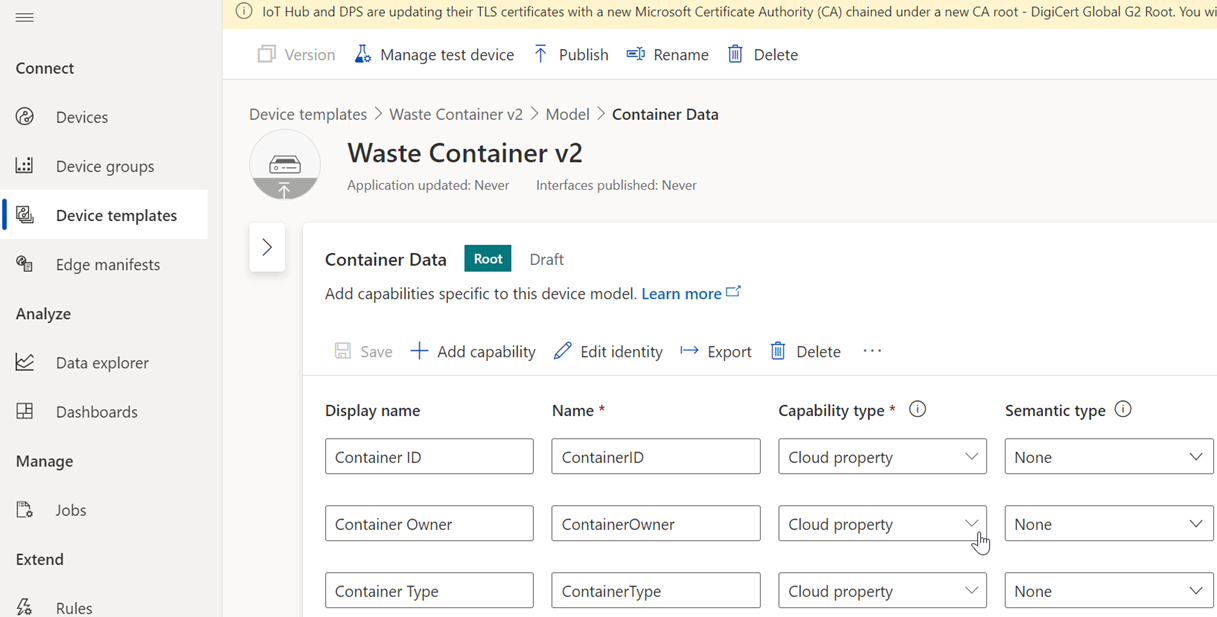 IoT Hub and DPS are updating their TLS certificates with a new Microsoft Certificate Authority (CA) chained under a new CA root - DigiCert Global G2 Root. You wi
Version Manage test device Publish Rename Delete
Connect
Devices
Device groups
Device templates
Edge manifests
Analyze
Data explorer
Dashboards
Manage
Jobs
Extend
Rules
Device templates > Waste Container v2 > Model > Container Data
Waste Container v2
Application updated: Never Interfaces published: Never
Container Data Root Draft
Add capabilities specific to this device model. Learn more
Save Add capability Edit identity Export Delete ...
Display name Name * Capability type * Semantic type
Container ID ContainerID Cloud property None
Container Owner ContainerOwner Cloud property None
Container Type ContainerType Cloud property None